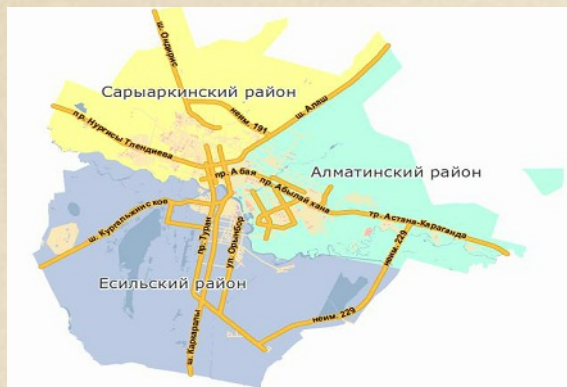 ш. Ондирис
Сарыаркинский район
неим. 191
ш. Алаш
пр. Нургисы Тлендиева
пр. Абая
Алматинский район
пр. Абылай хана
тр. Астана-Караганда
ш. Кургальжинское
пр. Туран
ул. Орынбор
неим. 229
Есильский район
неим. 229
ш. Каркаралы